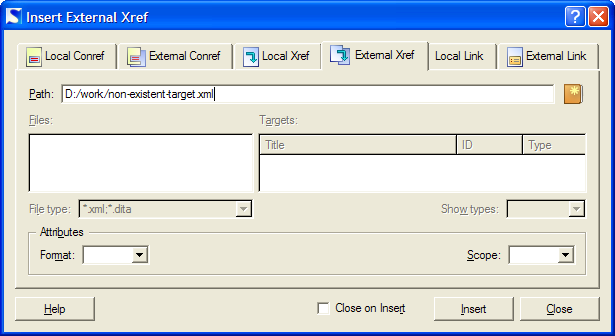 Insert External Xref
Local Conref External Conref Local Xref External Xref Local Link External Link
Path: D:/work/non-existent-target.xml
Files: Targets:
Title ID Type
File type: *.xml;*.dita Show types:
Attributes
Format: Scope:
Help Close on Insert Insert Close